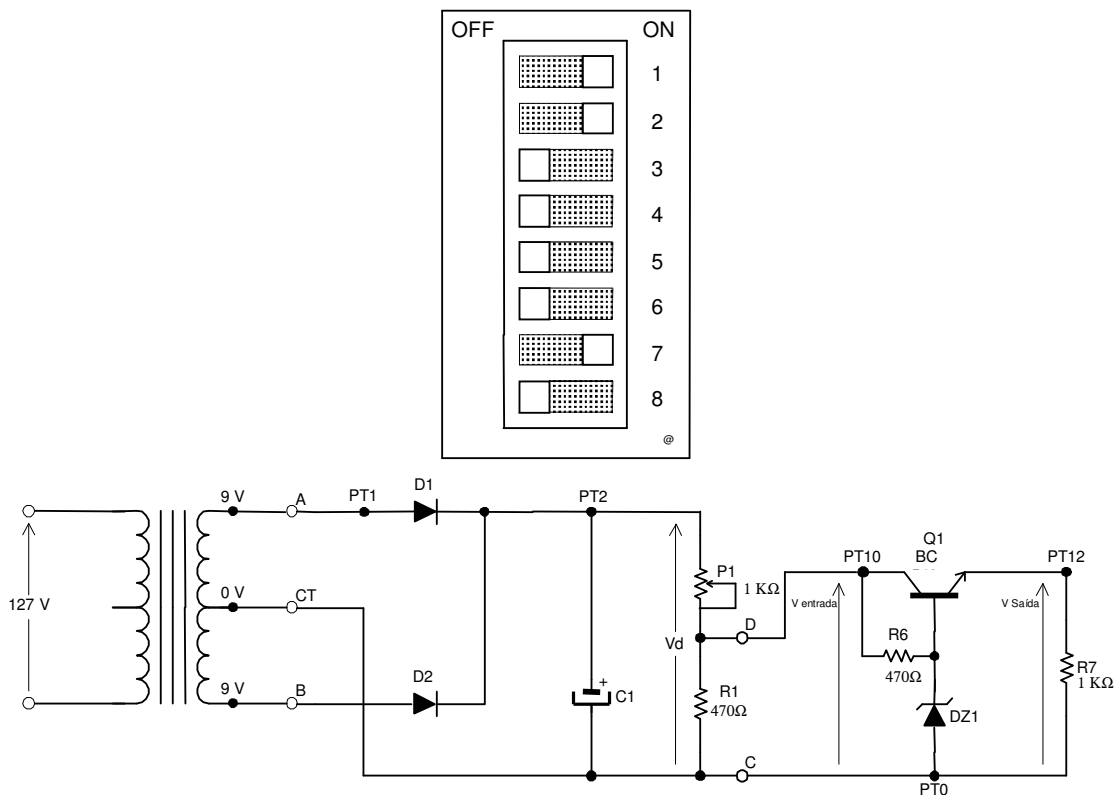 OFF ON
1
2
3
4
5
6
7
8
@
127 V
9 V
A
PT1
D1
PT2
0 V
CT
9 V
B
D2
+
C1
Vd
P1
1 KΩ
D
R1
470Ω
C
PT10
Q1
BC
PT12
V entrada
V Saída
R6
470Ω
R7
1 KΩ
DZ1
PT0